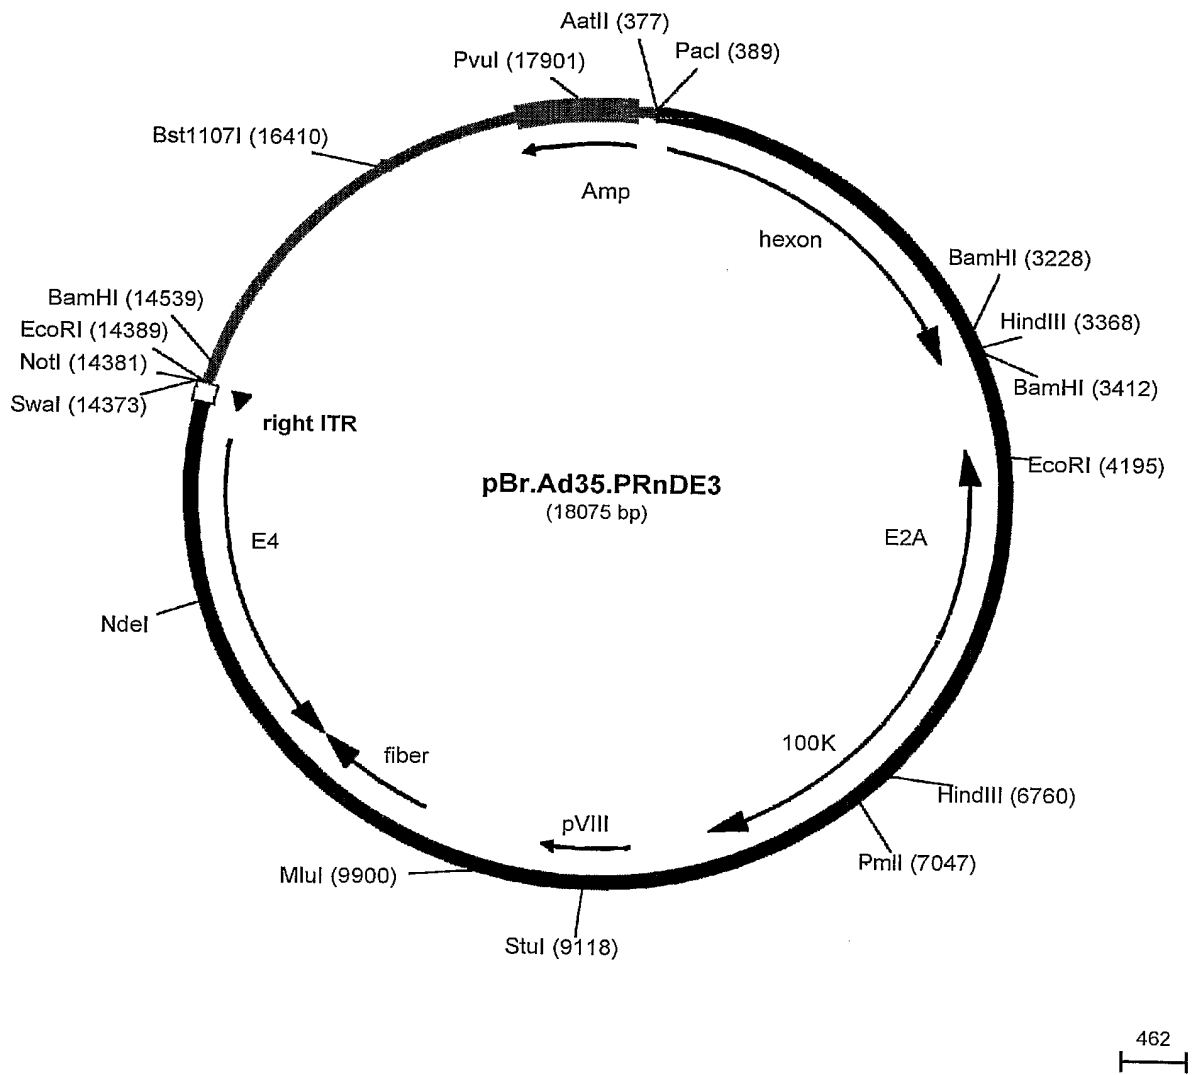 AatII (377)
PacI (389)
PvuI (17901)
Bst1107I (16410)
Amp
hexon
BamHI (3228)
BamHI (14539)
HindIII (3368)
EcoRI (14389)
NotI (14381)
BamHI (3412)
SwaI (14373)
right ITR
EcoRI (4195)
pBr.Ad35.PRnDE3
(18075 bp)
E4
E2A
NdeI
100K
fiber
HindIII (6760)
pVIII
PmlI (7047)
MluI (9900)
StuI (9118)
462